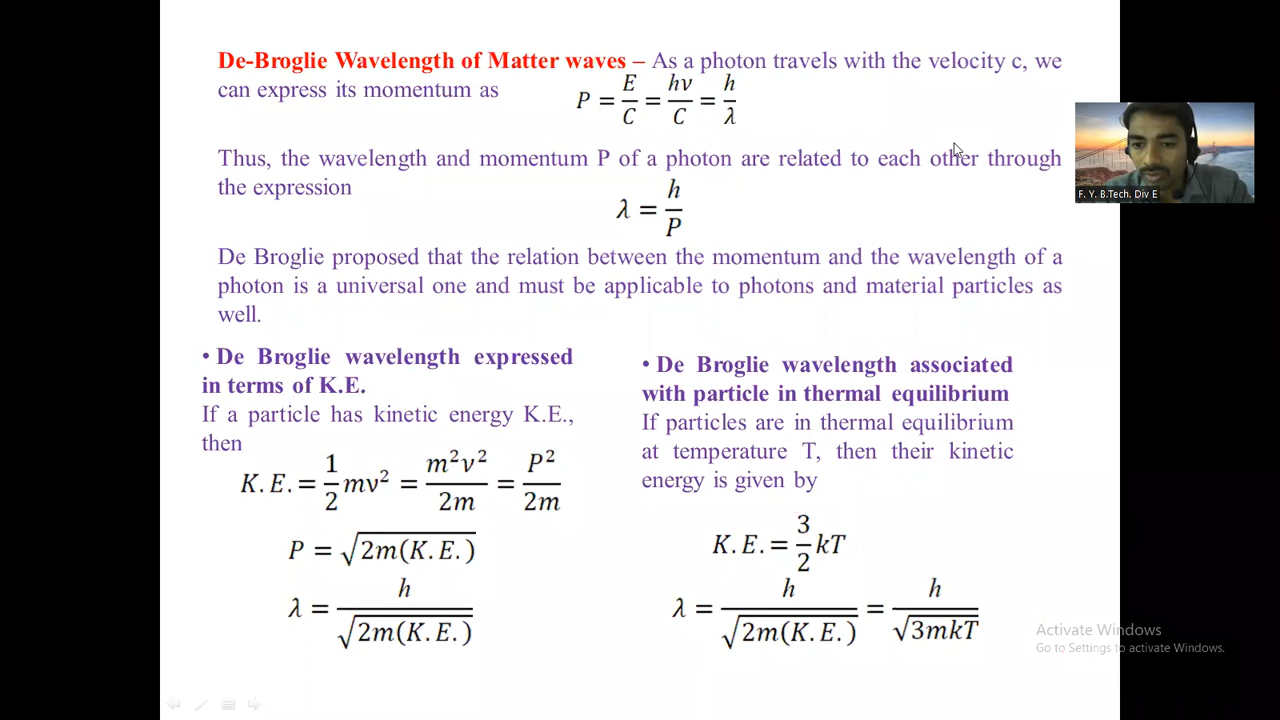 De-Broglie Wavelength of Matter waves – As a photon travels with the velocity c, we
can express its momentum as
P = E/C = hν/C = h/λ
Thus, the wavelength and momentum P of a photon are related to each other through
the expression
λ = h/P
De Broglie proposed that the relation between the momentum and the wavelength of a
photon is a universal one and must be applicable to photons and material particles as
well.
• De Broglie wavelength expressed
in terms of K.E.
If a particle has kinetic energy K.E.,
then
K.E.= 1/2 mv² = m²v²/2m = P²/2m
P = √2m(K.E.)
λ = h/√2m(K.E.)
• De Broglie wavelength associated
with particle in thermal equilibrium
If particles are in thermal equilibrium
at temperature T, then their kinetic
energy is given by
K.E.= 3/2 kT
λ = h/√2m(K.E.) = h/√3mkT
F. Y. B.Tech. Div E
Activate Windows
Go to Settings to activate Windows.